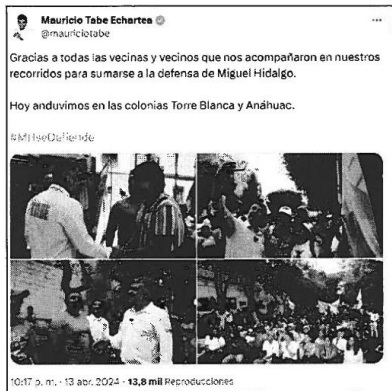 Mauricio Tabe Echartea
@mauriciotabe
Gracias a todas las vecinas y vecinos que nos acompañaron en nuestros
recorridos para sumarse a la defensa de Miguel Hidalgo.
Hoy anduvimos en las colonias Torre Blanca y Anáhuac.
#MHseDefiende
10:17 p. m. · 13 abr. 2024 · 13,8 mil Reproducciones